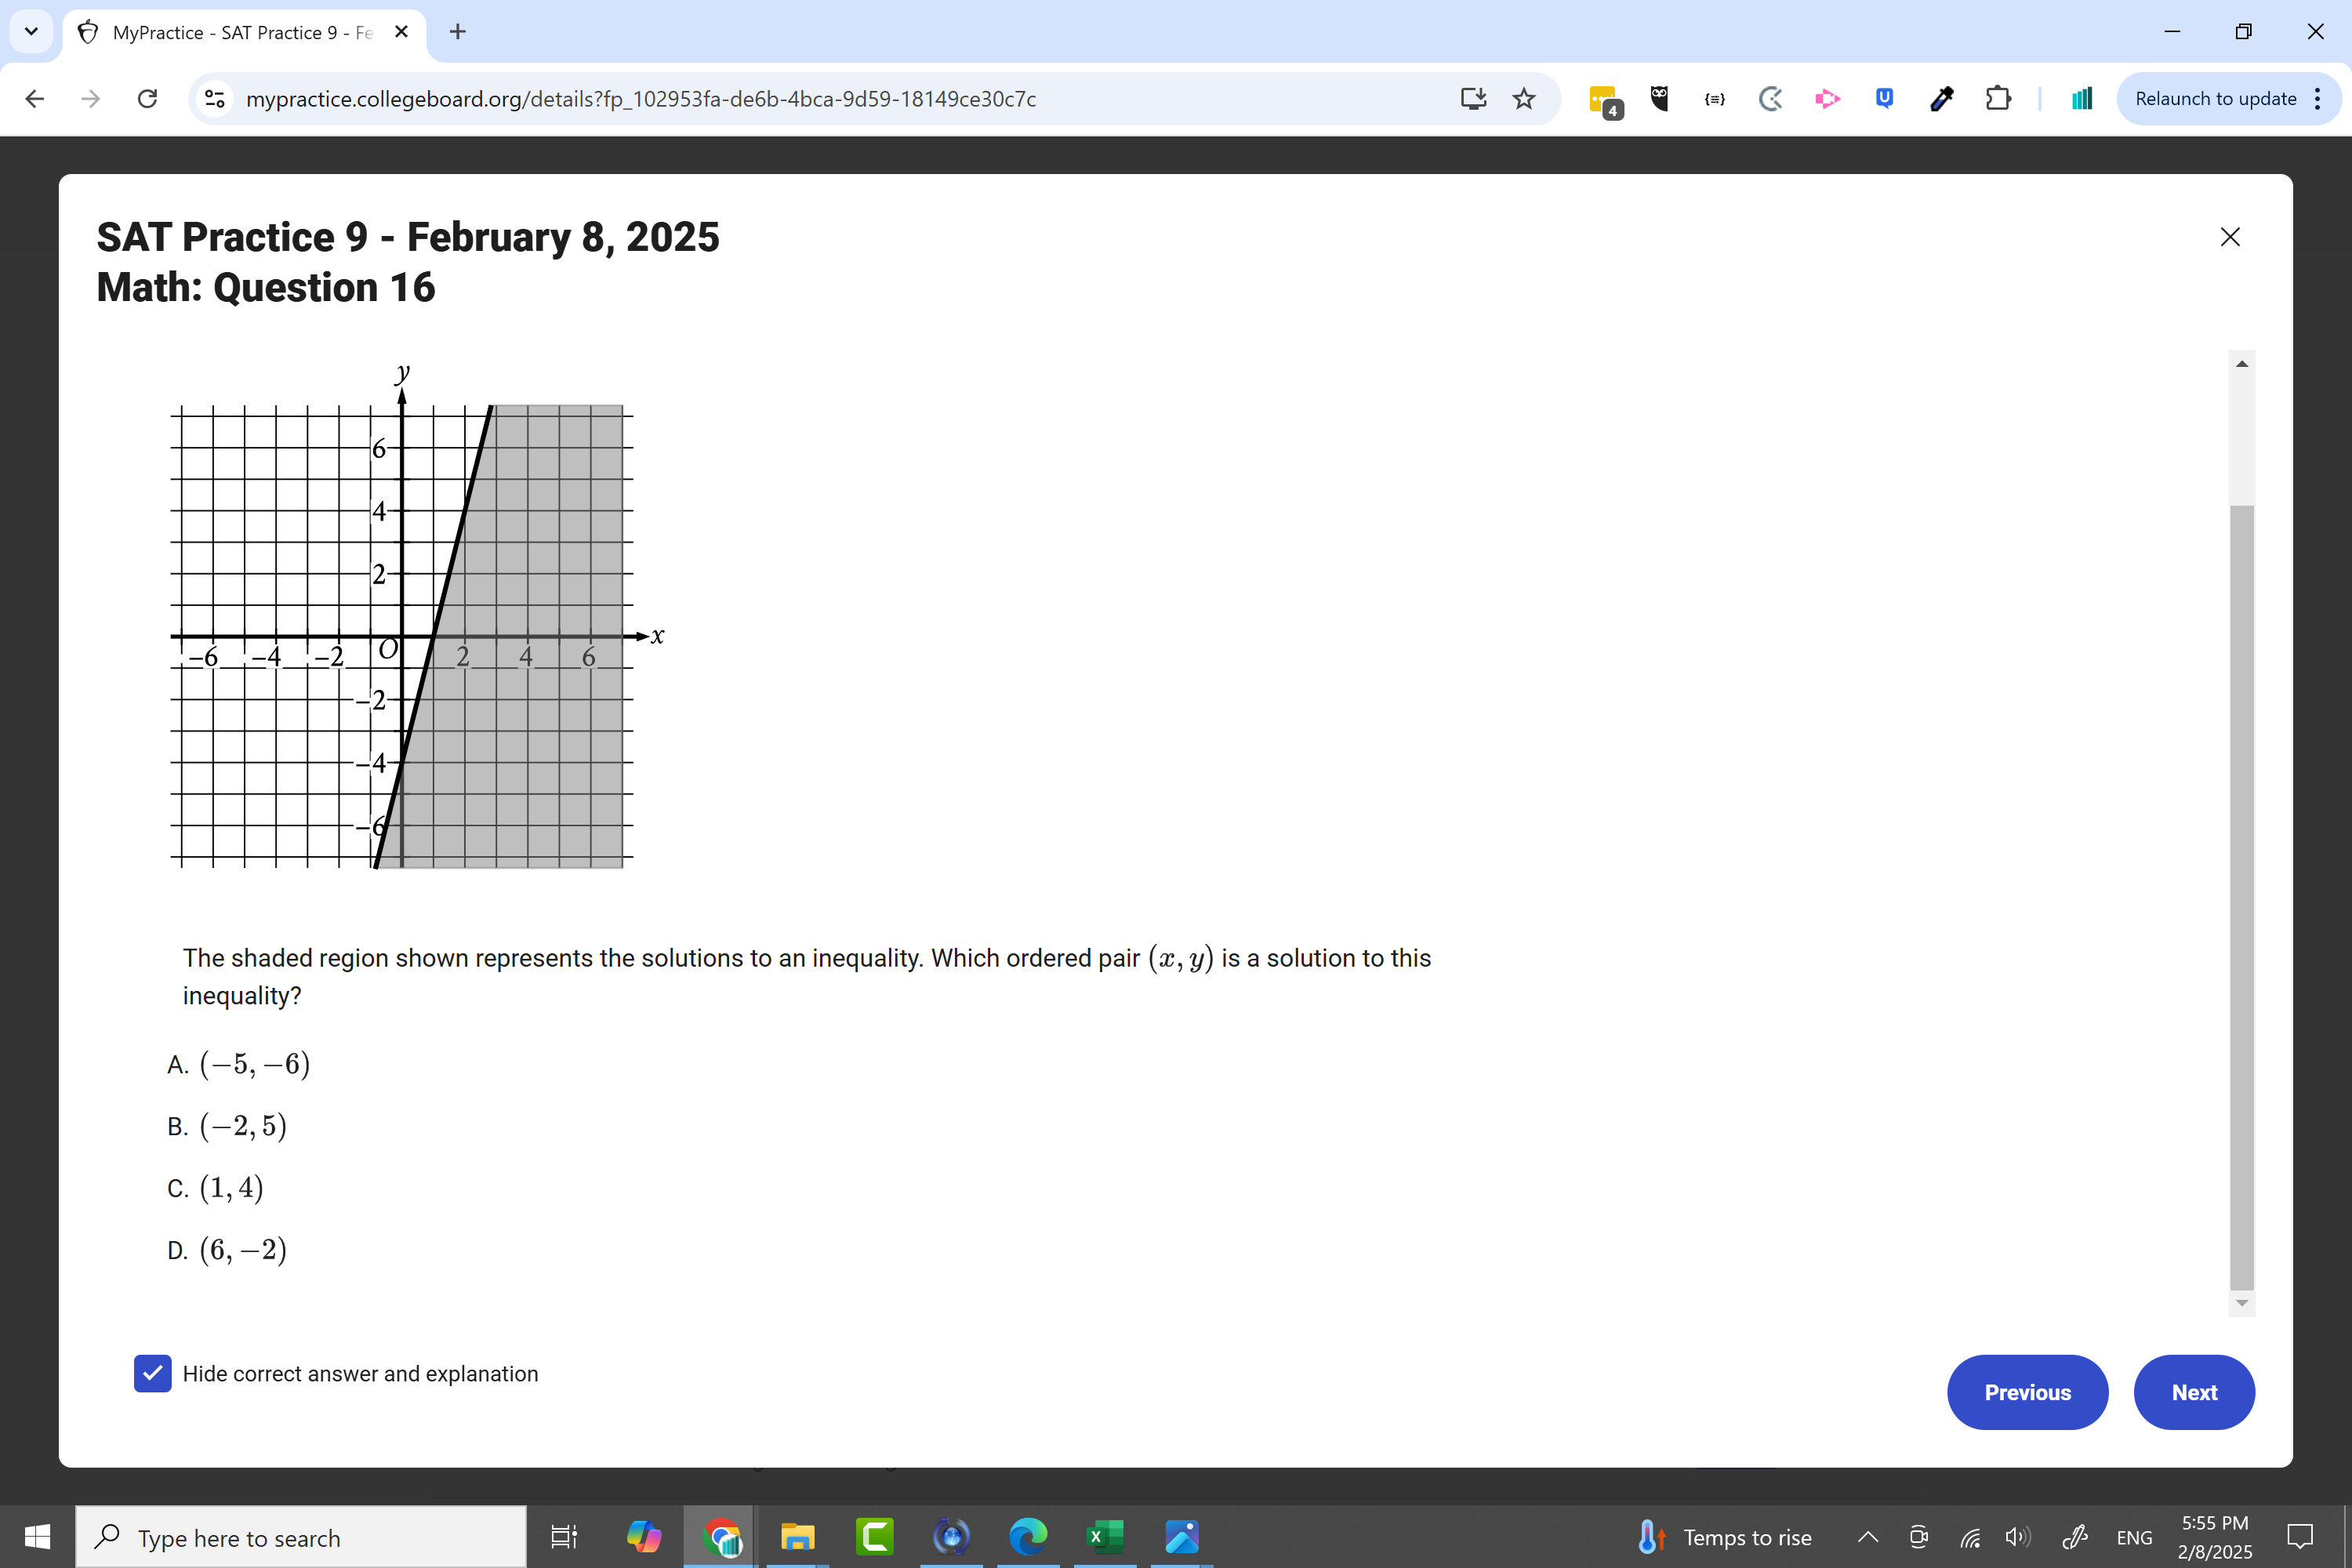 MyPractice - SAT Practice 9 - Fe
mypractice.collegeboard.org/details?fp_102953fa-de6b-4bca-9d59-18149ce30c7c
4
{≡}
U
Relaunch to update
SAT Practice 9 - February 8, 2025
Math: Question 16
y
6
4
2
O
x
−6 −4 −2 2 4 6
−2
−4
−6
The shaded region shown represents the solutions to an inequality. Which ordered pair (x, y) is a solution to this
inequality?
A. (−5, −6)
B. (−2, 5)
C. (1, 4)
D. (6, −2)
Hide correct answer and explanation
Previous
Next
Type here to search
C
X
Temps to rise
ENG
5:55 PM
2/8/2025